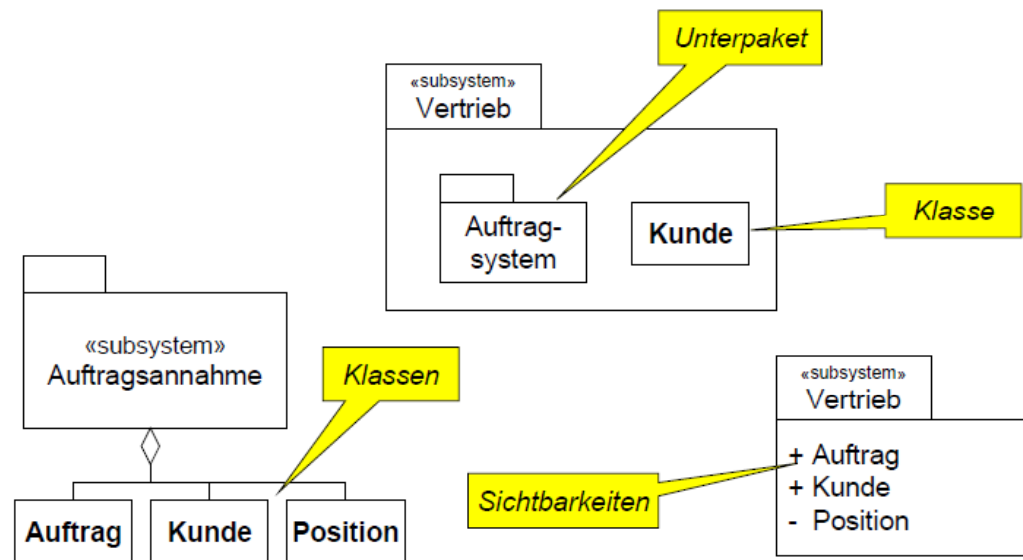 Unterpaket
«subsystem»
Vertrieb
Auftrag-
system
Kunde
Klasse
«subsystem»
Auftragsannahme
Klassen
Auftrag
Kunde
Position
«subsystem»
Vertrieb
+ Auftrag
+ Kunde
- Position
Sichtbarkeiten